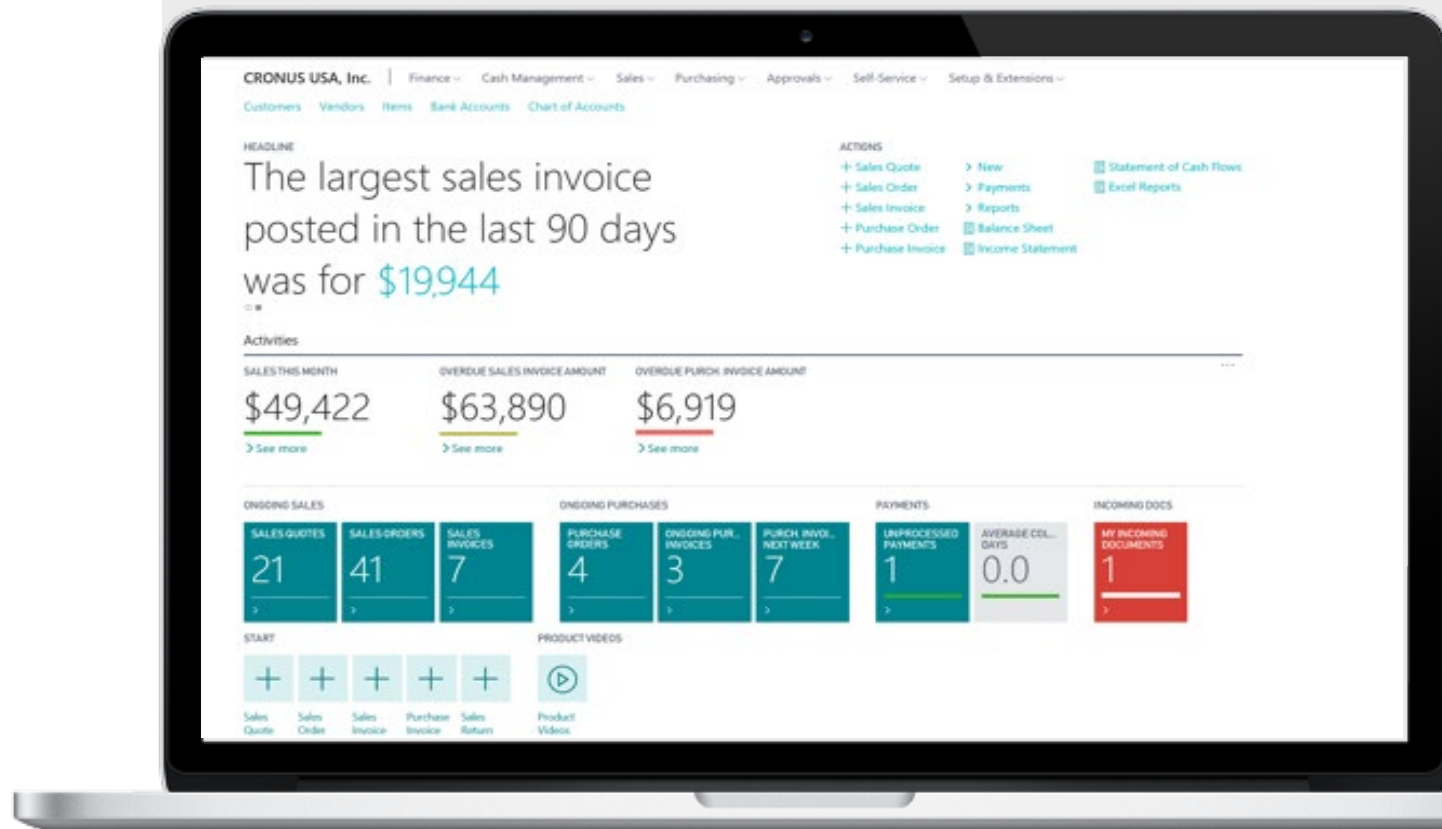 CRONUS USA, Inc. | Finance Cash Management Sales Purchasing Approvals Self-Service Setup & Extensions
Customers Vendors Items Bank Accounts Chart of Accounts
HEADLINE
The largest sales invoice
posted in the last 90 days
was for $19,944
ACTIONS
+ Sales Quote > New Statement of Cash Flows
+ Sales Order > Payments Excel Reports
+ Sales Invoice > Reports
+ Purchase Order Balance Sheet
+ Purchase Invoice Income Statement
Activities
SALES THIS MONTH OVERDUE SALES INVOICE AMOUNT OVERDUE PURCH. INVOICE AMOUNT
$49,422 $63,890 $6,919
> See more > See more > See more
ONGOING SALES ONGOING PURCHASES PAYMENTS INCOMING DOCS
SALES QUOTES
21
SALES ORDERS
41
SALES
INVOICES
7
PURCHASE
ORDERS
4
ONGOING PUR...
INVOICES
3
PURCH. INVOI...
NEXT WEEK
7
UNPROCESSED
PAYMENTS
1
AVERAGE COL...
DAYS
0.0
MY INCOMING
DOCUMENTS
1
START PRODUCT VIDEOS
Sales
Quote
Sales
Order
Sales
Invoice
Purchase
Invoice
Sales
Return
Product
Videos